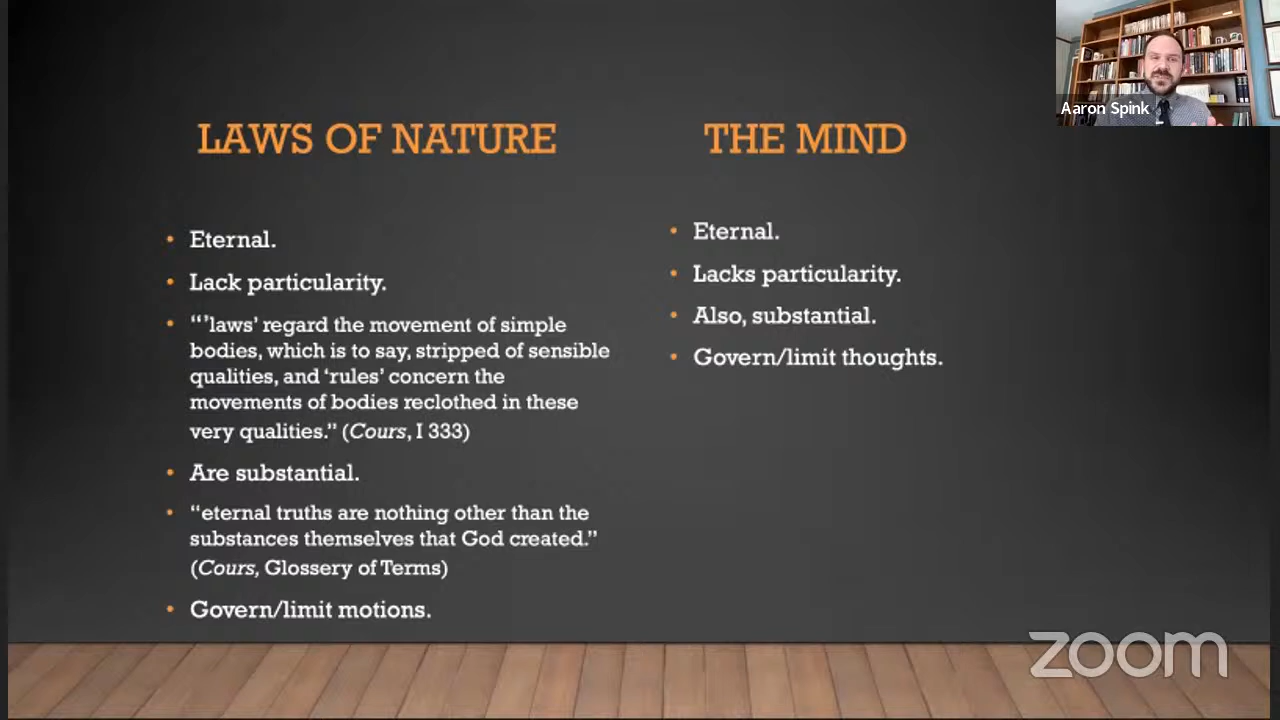 Aaron Spink
LAWS OF NATURE
• Eternal.
• Lack particularity.
• “’laws’ regard the movement of simple
bodies, which is to say, stripped of sensible
qualities, and ‘rules’ concern the
movements of bodies reclothed in these
very qualities.” (Cours, I 333)
• Are substantial.
• “eternal truths are nothing other than the
substances themselves that God created.”
(Cours, Glossery of Terms)
• Govern/limit motions.
THE MIND
• Eternal.
• Lacks particularity.
• Also, substantial.
• Govern/limit thoughts.
zoom